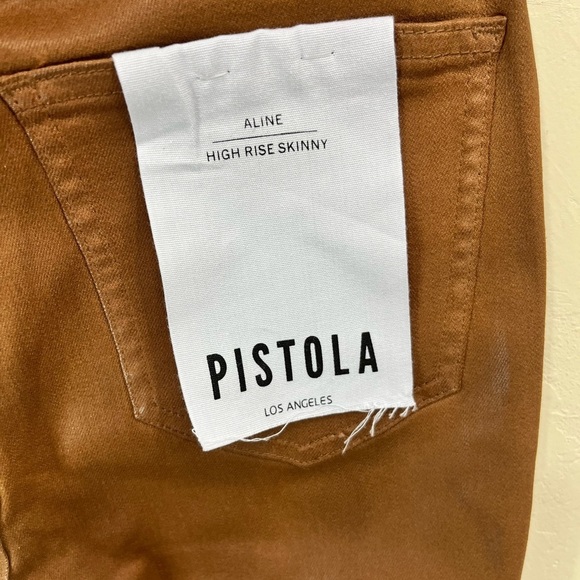 ALINE
HIGH RISE SKINNY
PISTOLA
LOS ANGELES